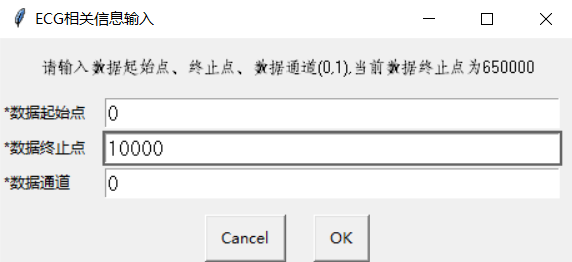 ECG相关信息输入
请输入数据起始点、终止点、数据通道(0,1),当前数据终止点为650000
*数据起始点 0
*数据终止点 10000
*数据通道 0
Cancel OK